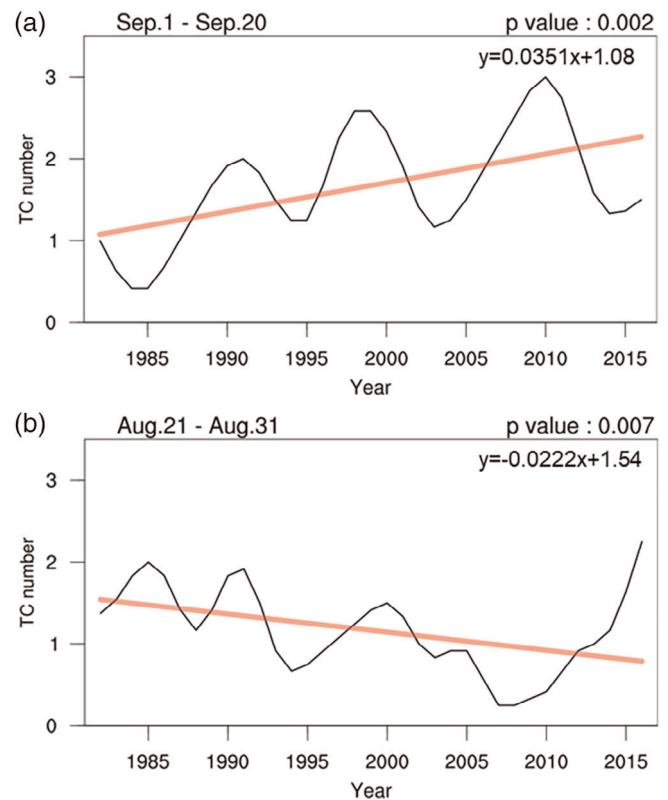 (a) Sep.1 - Sep.20 p value : 0.002
y=0.0351x+1.08
3
2
1
0
TC number
1985 1990 1995 2000 2005 2010 2015
Year
(b) Aug.21 - Aug.31 p value : 0.007
y=-0.0222x+1.54
3
2
1
0
TC number
1985 1990 1995 2000 2005 2010 2015
Year